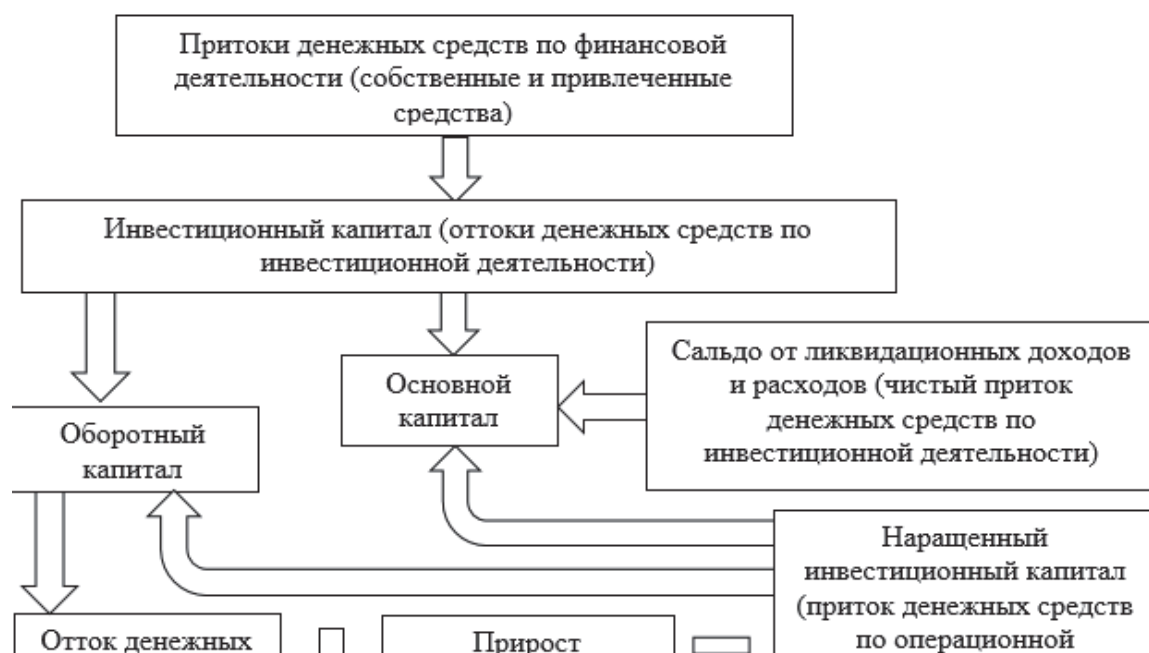 Притоки денежных средств по финансовой
деятельности (собственные и привлеченные
средства)
Инвестиционный капитал (оттоки денежных средств по
инвестиционной деятельности)
Основной
капитал
Сальдо от ликвидационных доходов
и расходов (чистый приток
денежных средств по
инвестиционной деятельности)
Оборотный
капитал
Наращенный
инвестиционный капитал
(приток денежных средств
по операционной
Отток денежных
Прирост